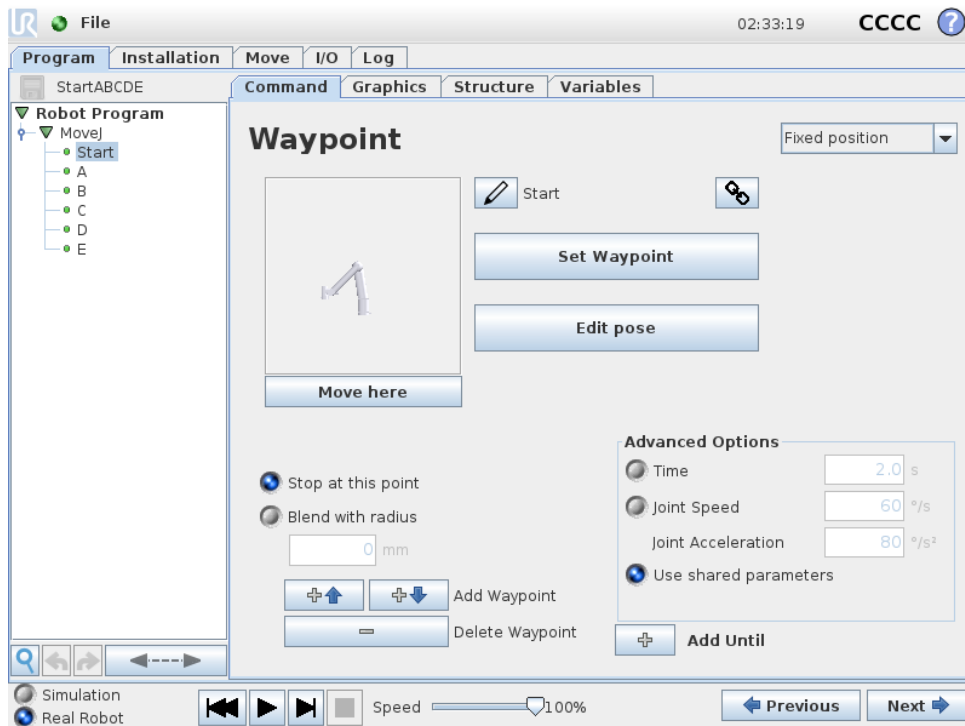 UR File 02:33:19 CCCC ?
Program Installation Move I/O Log
StartABCDE Command Graphics Structure Variables
Robot Program
MoveJ
Start
A
B
C
D
E
Waypoint Fixed position
Start
Set Waypoint
Edit pose
Move here
Advanced Options
Time 2.0 s
Stop at this point
Joint Speed 60 °/s
Blend with radius
Joint Acceleration 80 °/s²
0 mm
Use shared parameters
Add Waypoint
Delete Waypoint
Add Until
Simulation
Real Robot
Speed 100% Previous Next